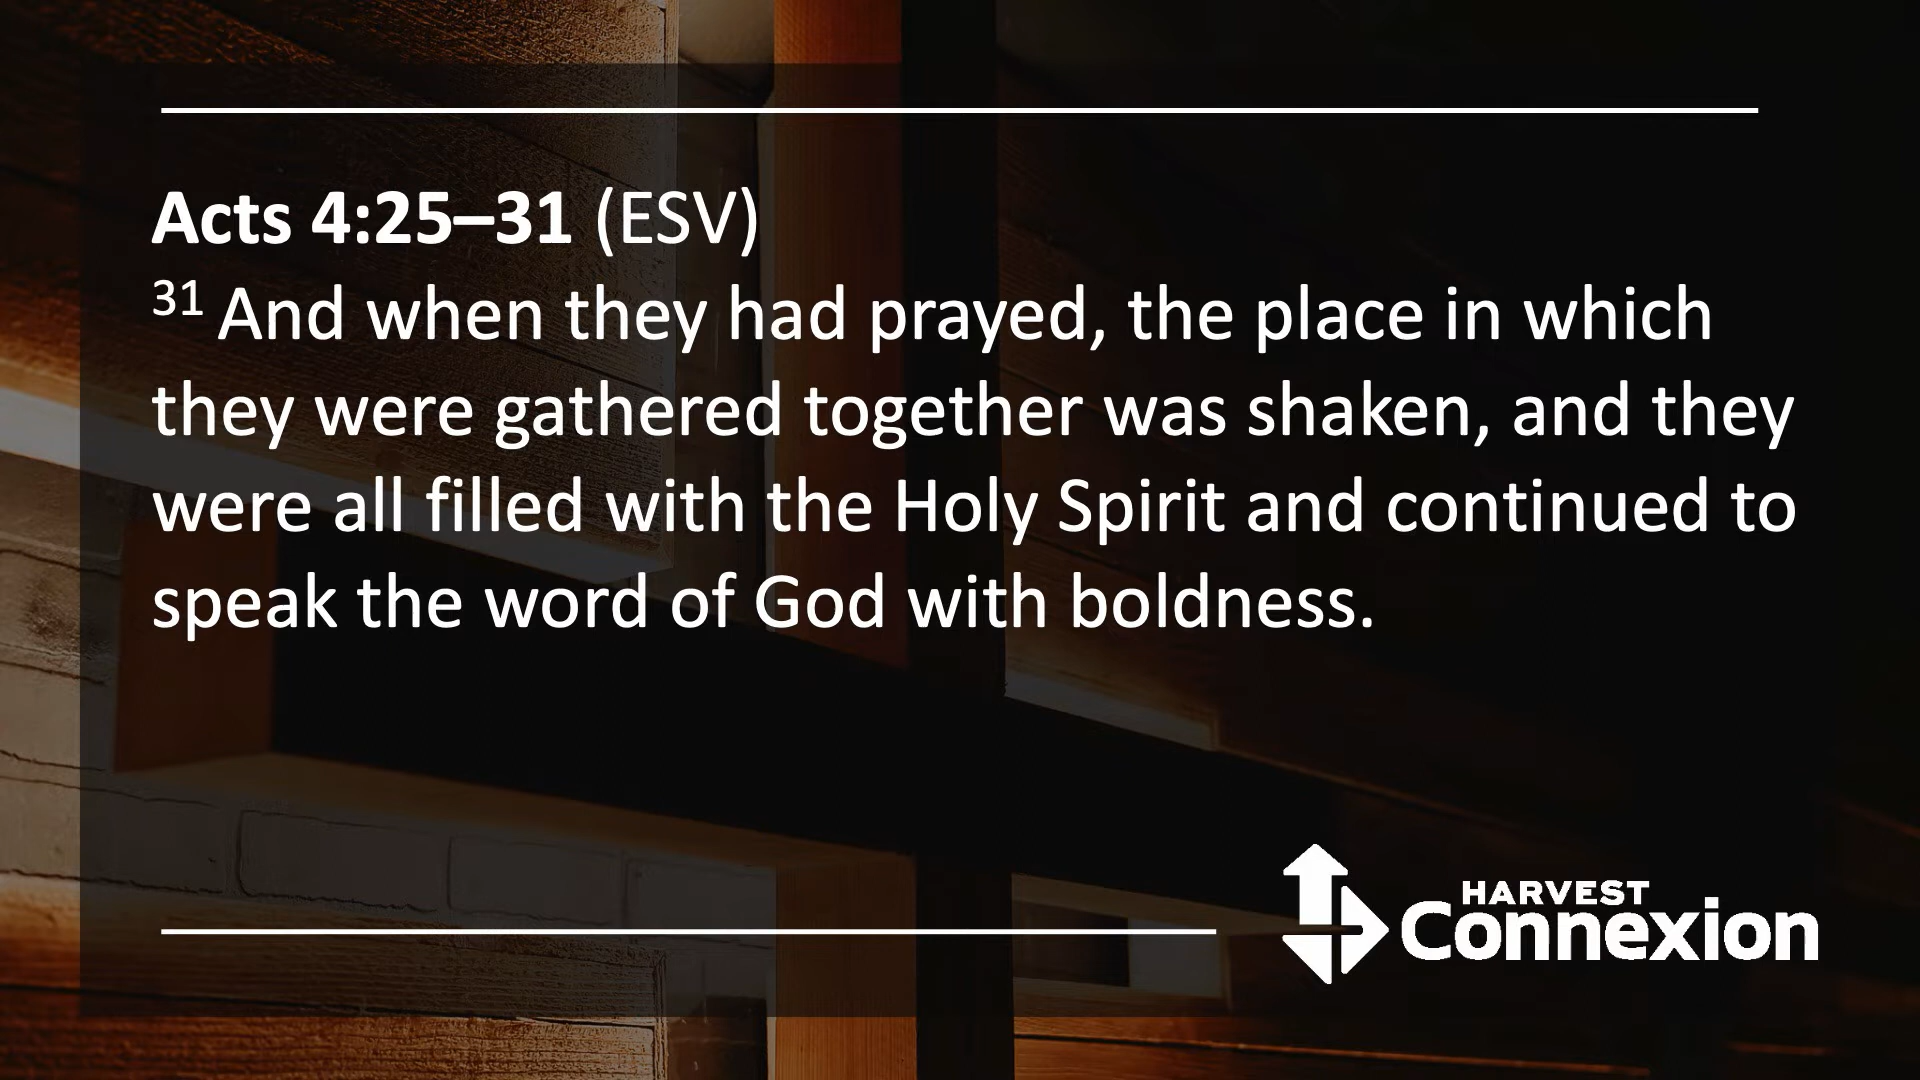 Acts 4:25–31 (ESV)
31 And when they had prayed, the place in which
they were gathered together was shaken, and they
were all filled with the Holy Spirit and continued to
speak the word of God with boldness.
HARVEST
Connexion